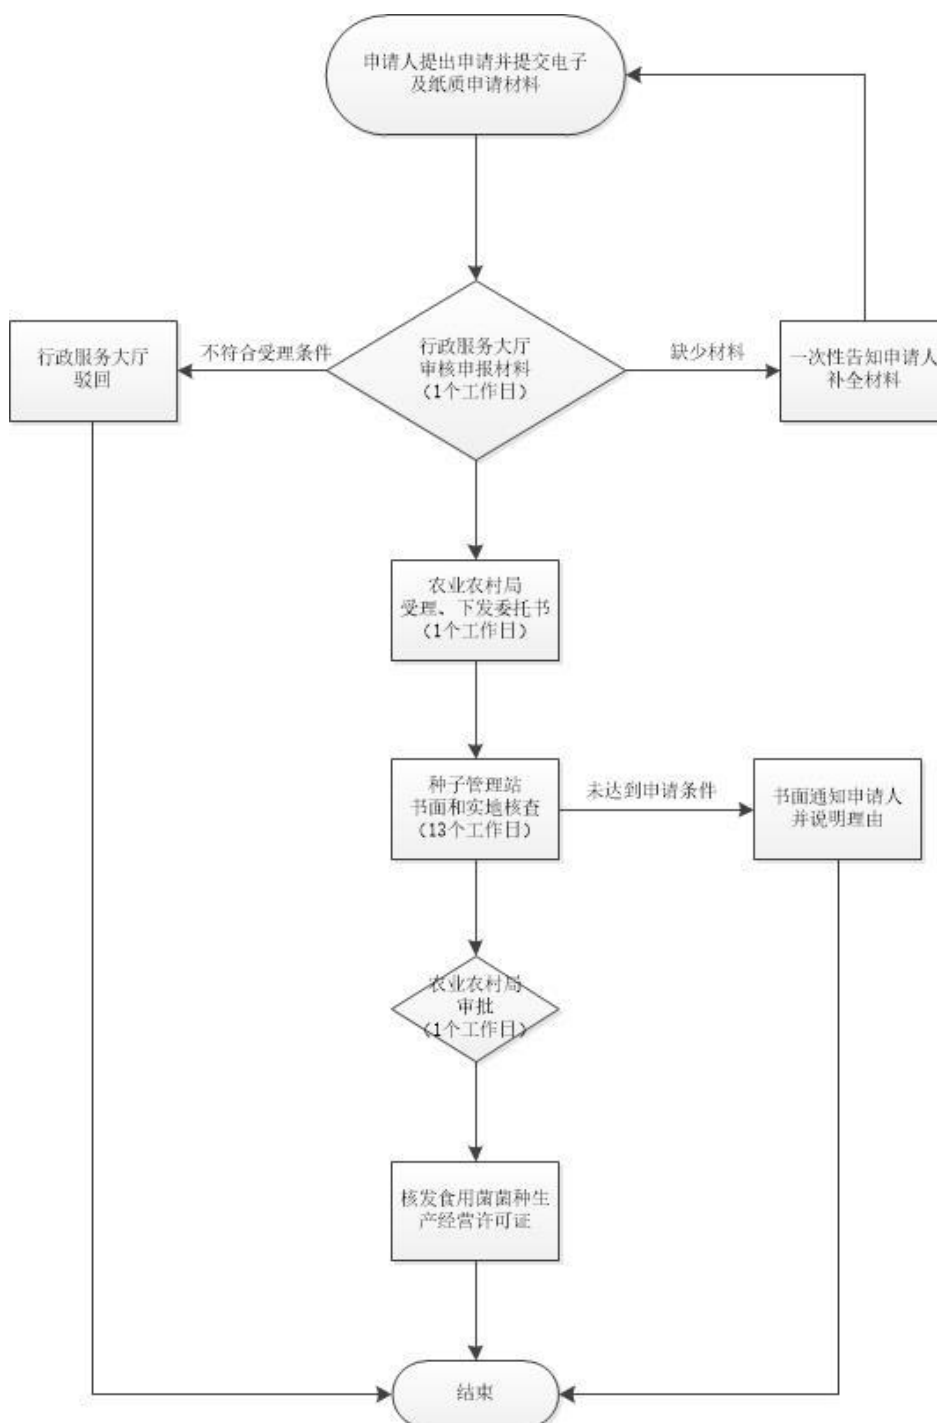 申请人提出申请并提交电子
及纸质申请材料
行政服务大厅
驳回
不符合受理条件
行政服务大厅
审核申报材料
（1个工作日）
缺少材料
一次性告知申请人
补全材料
农业农村局
受理、下发委托书
（1个工作日）
种子管理站
书面和实地核查
（13个工作日）
未达到申请条件
书面通知申请人
并说明理由
农业农村局
审批
（1个工作日）
核发食用菌菌种生
产经营许可证
结束